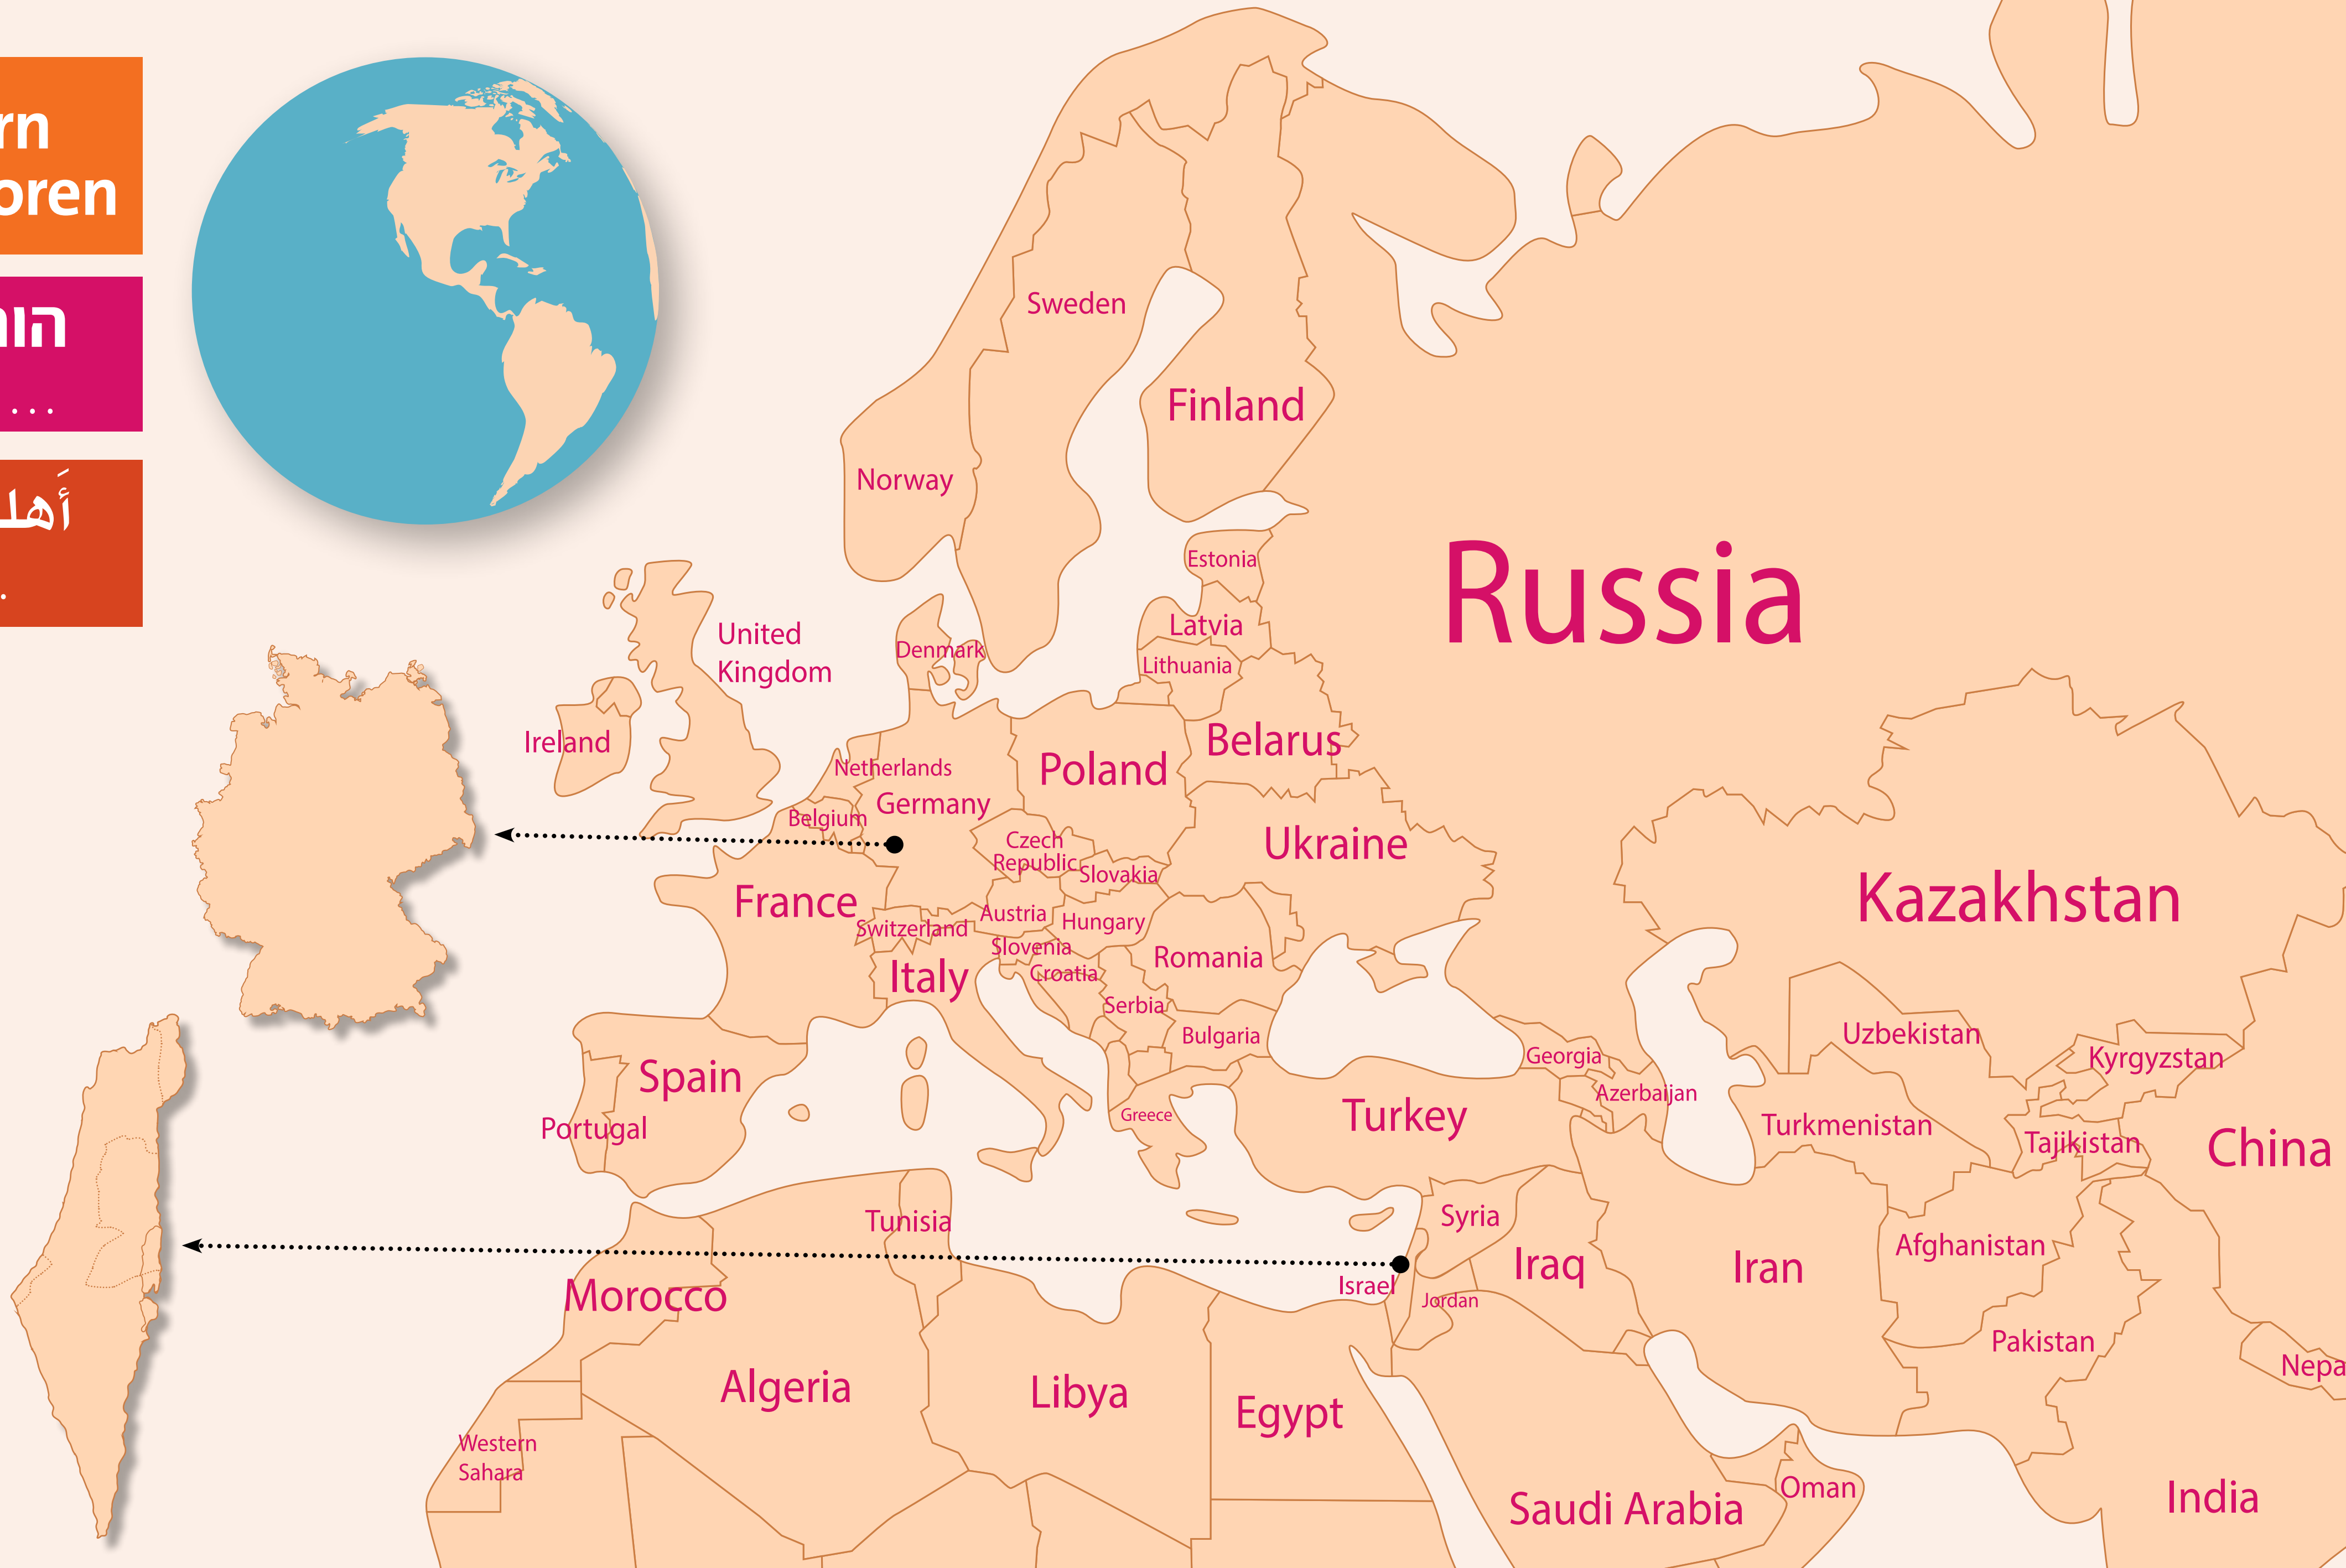 rn
oren
...
Sweden
Finland
Norway
Russia
Estonia
Latvia
Lithuania
United
Kingdom
Denmark
Ireland
Belarus
Poland
Netherlands
Germany
Belgium
Ukraine
Czech
Republic
Slovakia
France
Kazakhstan
Austria
Hungary
Switzerland
Slovenia
Romania
Italy
Croatia
Serbia
Bulgaria
Uzbekistan
Georgia
Kyrgyzstan
Spain
Azerbaijan
Greece
Turkey
Turkmenistan
Portugal
Tajikistan
China
Tunisia
Syria
Afghanistan
Iraq
Iran
Israel
Morocco
Jordan
Pakistan
Nepa
Algeria
Libya
Egypt
Western
Sahara
Oman
Saudi Arabia
India